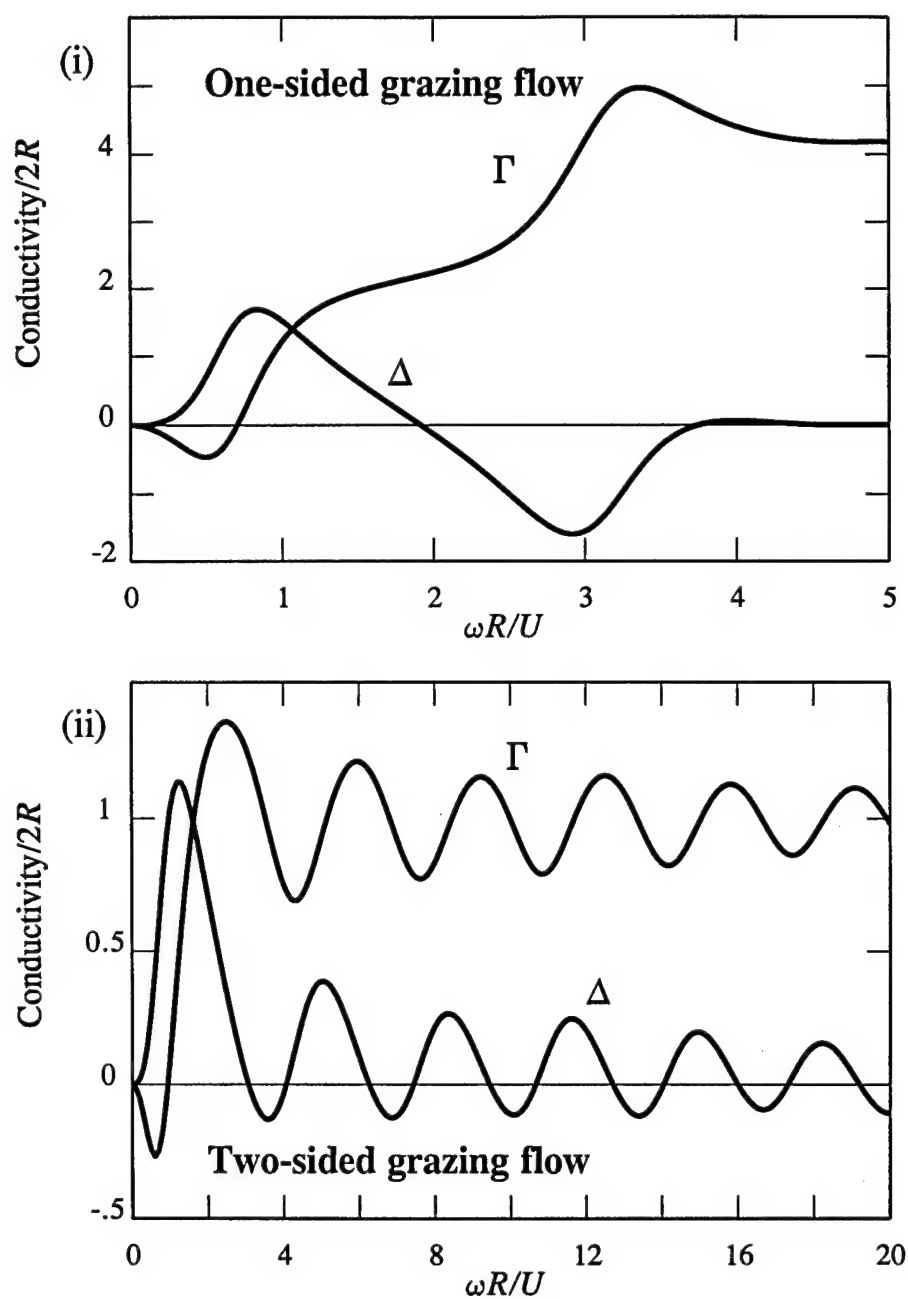 (i)
One-sided grazing flow
Conductivity/2R
4
2
0
-2
Γ
Δ
0 1 2 3 4 5
ωR/U
(ii)
Conductivity/2R
1
0.5
0
-.5
Γ
Δ
Two-sided grazing flow
0 4 8 12 16 20
ωR/U